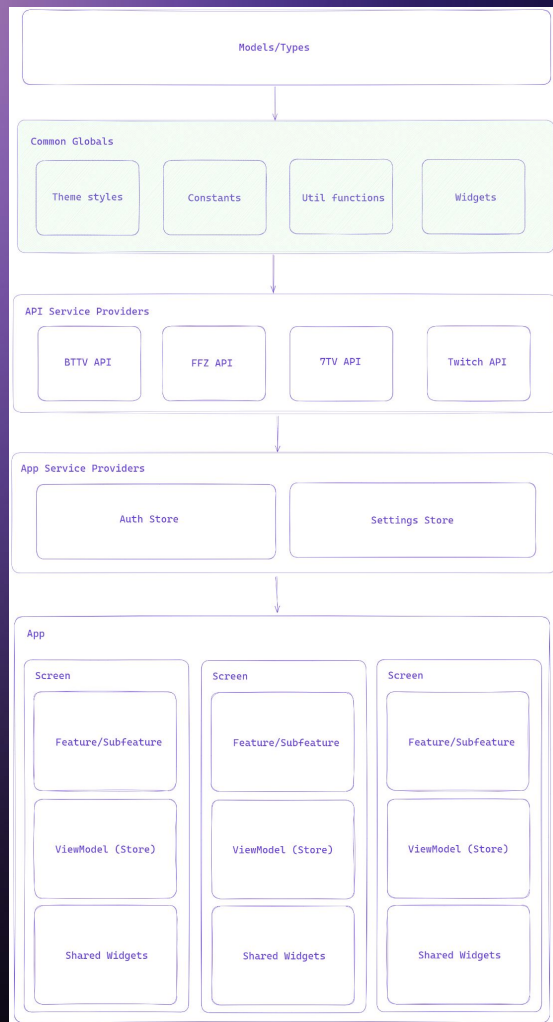 Models/Types
Common Globals
Theme styles
Constants
Util functions
Widgets
API Service Providers
BTTV API
FFZ API
7TV API
Twitch API
App Service Providers
Auth Store
Settings Store
App
Screen
Feature/Subfeature
ViewModel (Store)
Shared Widgets
Screen
Feature/Subfeature
ViewModel (Store)
Shared Widgets
Screen
Feature/Subfeature
ViewModel (Store)
Shared Widgets